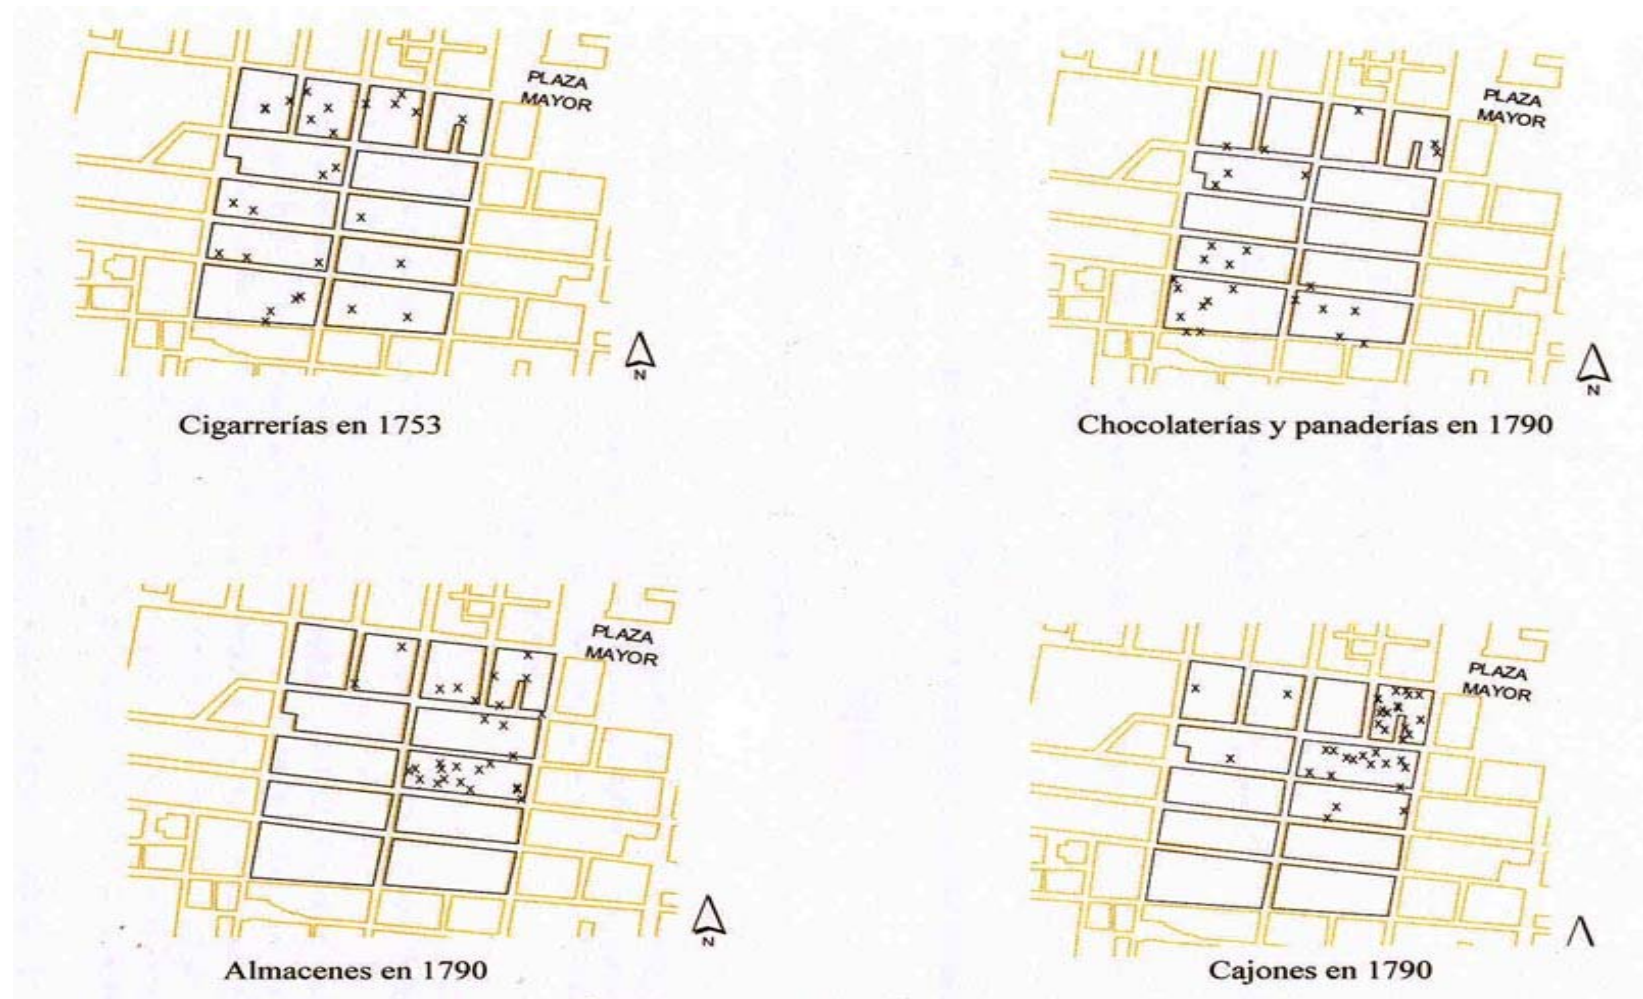 PLAZA
MAYOR
N
Cigarrerías en 1753
PLAZA
MAYOR
N
Chocolaterías y panaderías en 1790
PLAZA
MAYOR
N
Almacenes en 1790
PLAZA
MAYOR
Cajones en 1790